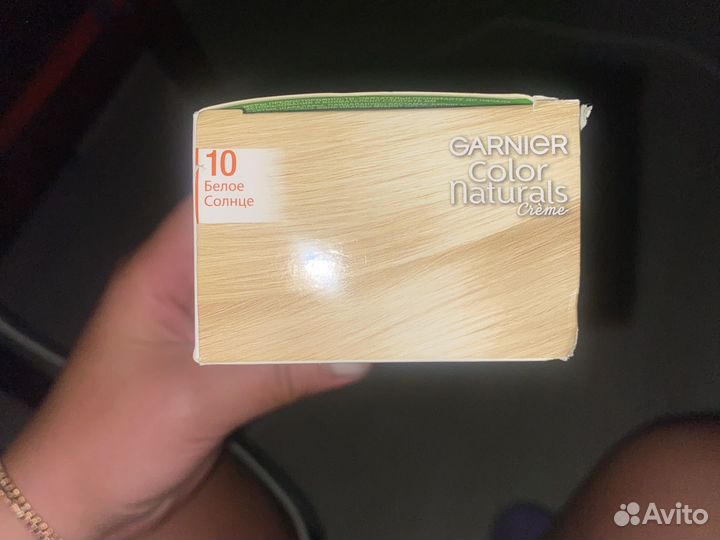 GARNIER
Color
Naturals
Crème
10
Белое
Солнце
Avito